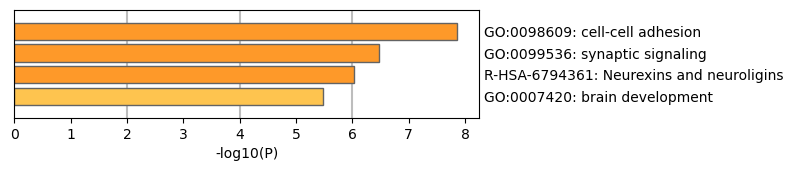 GO:0098609: cell-cell adhesion
GO:0099536: synaptic signaling
R-HSA-6794361: Neurexins and neuroligins
GO:0007420: brain development
0 1 2 3 4 5 6 7 8
-log10(P)